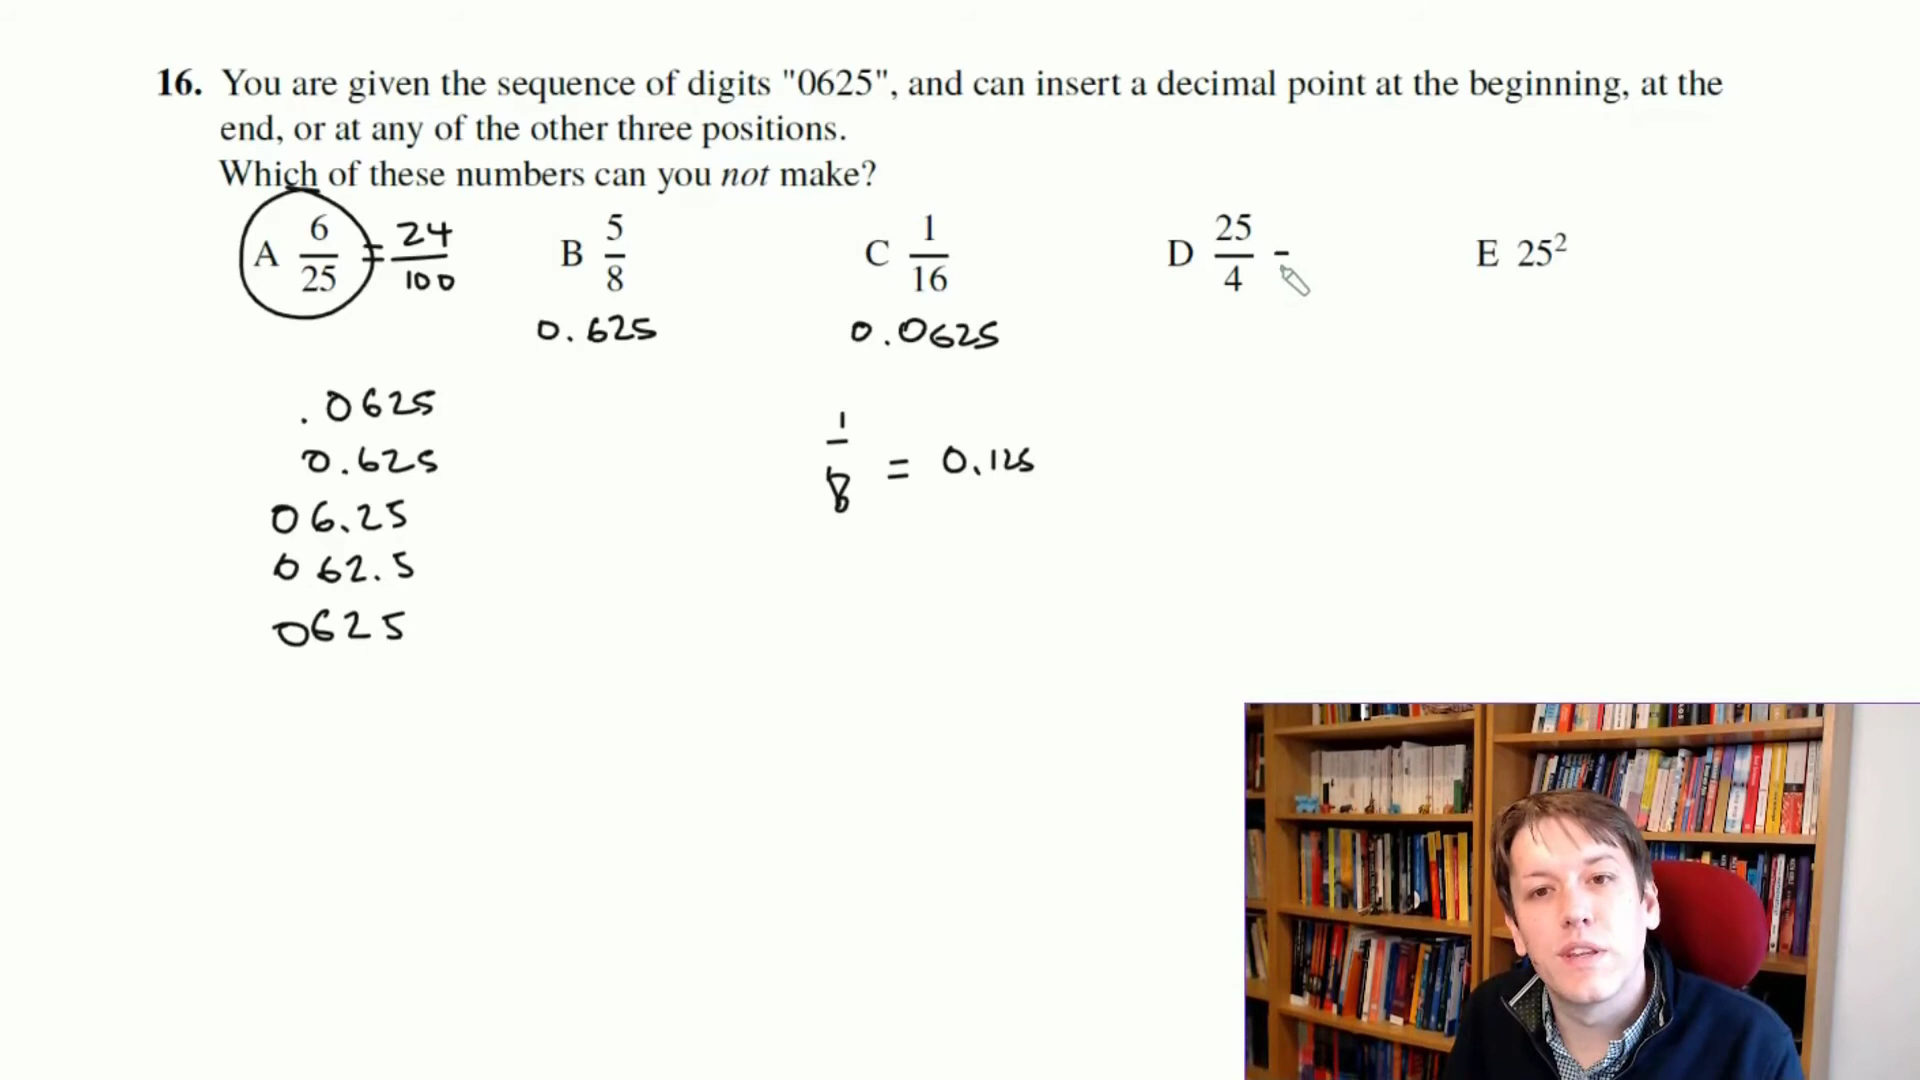 16. You are given the sequence of digits "0625", and can insert a decimal point at the beginning, at the
end, or at any of the other three positions.
Which of these numbers can you not make?
A 6/25 = 24/100 B 5/8 C 1/16 D 25/4 - E 25²
0.625 0.0625
.0625
0.625
06.25
062.5
0625
1/8 = 0.125